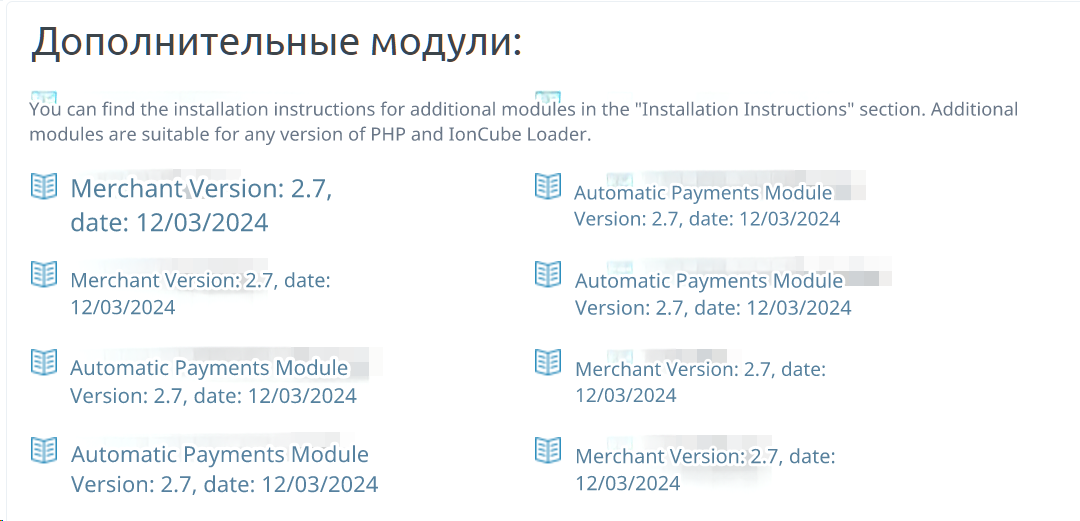 Дополнительные модули:
You can find the installation instructions for additional modules in the "Installation Instructions" section. Additional
modules are suitable for any version of PHP and IonCube Loader.
Merchant Version: 2.7,
date: 12/03/2024
Automatic Payments Module
Version: 2.7, date: 12/03/2024
Merchant Version: 2.7, date:
12/03/2024
Automatic Payments Module
Version: 2.7, date: 12/03/2024
Automatic Payments Module
Version: 2.7, date: 12/03/2024
Merchant Version: 2.7, date:
12/03/2024
Automatic Payments Module
Version: 2.7, date: 12/03/2024
Merchant Version: 2.7, date:
12/03/2024